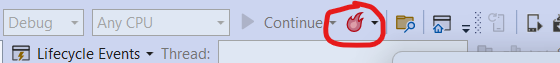 Debug Any CPU Continue
Lifecycle Events Thread: